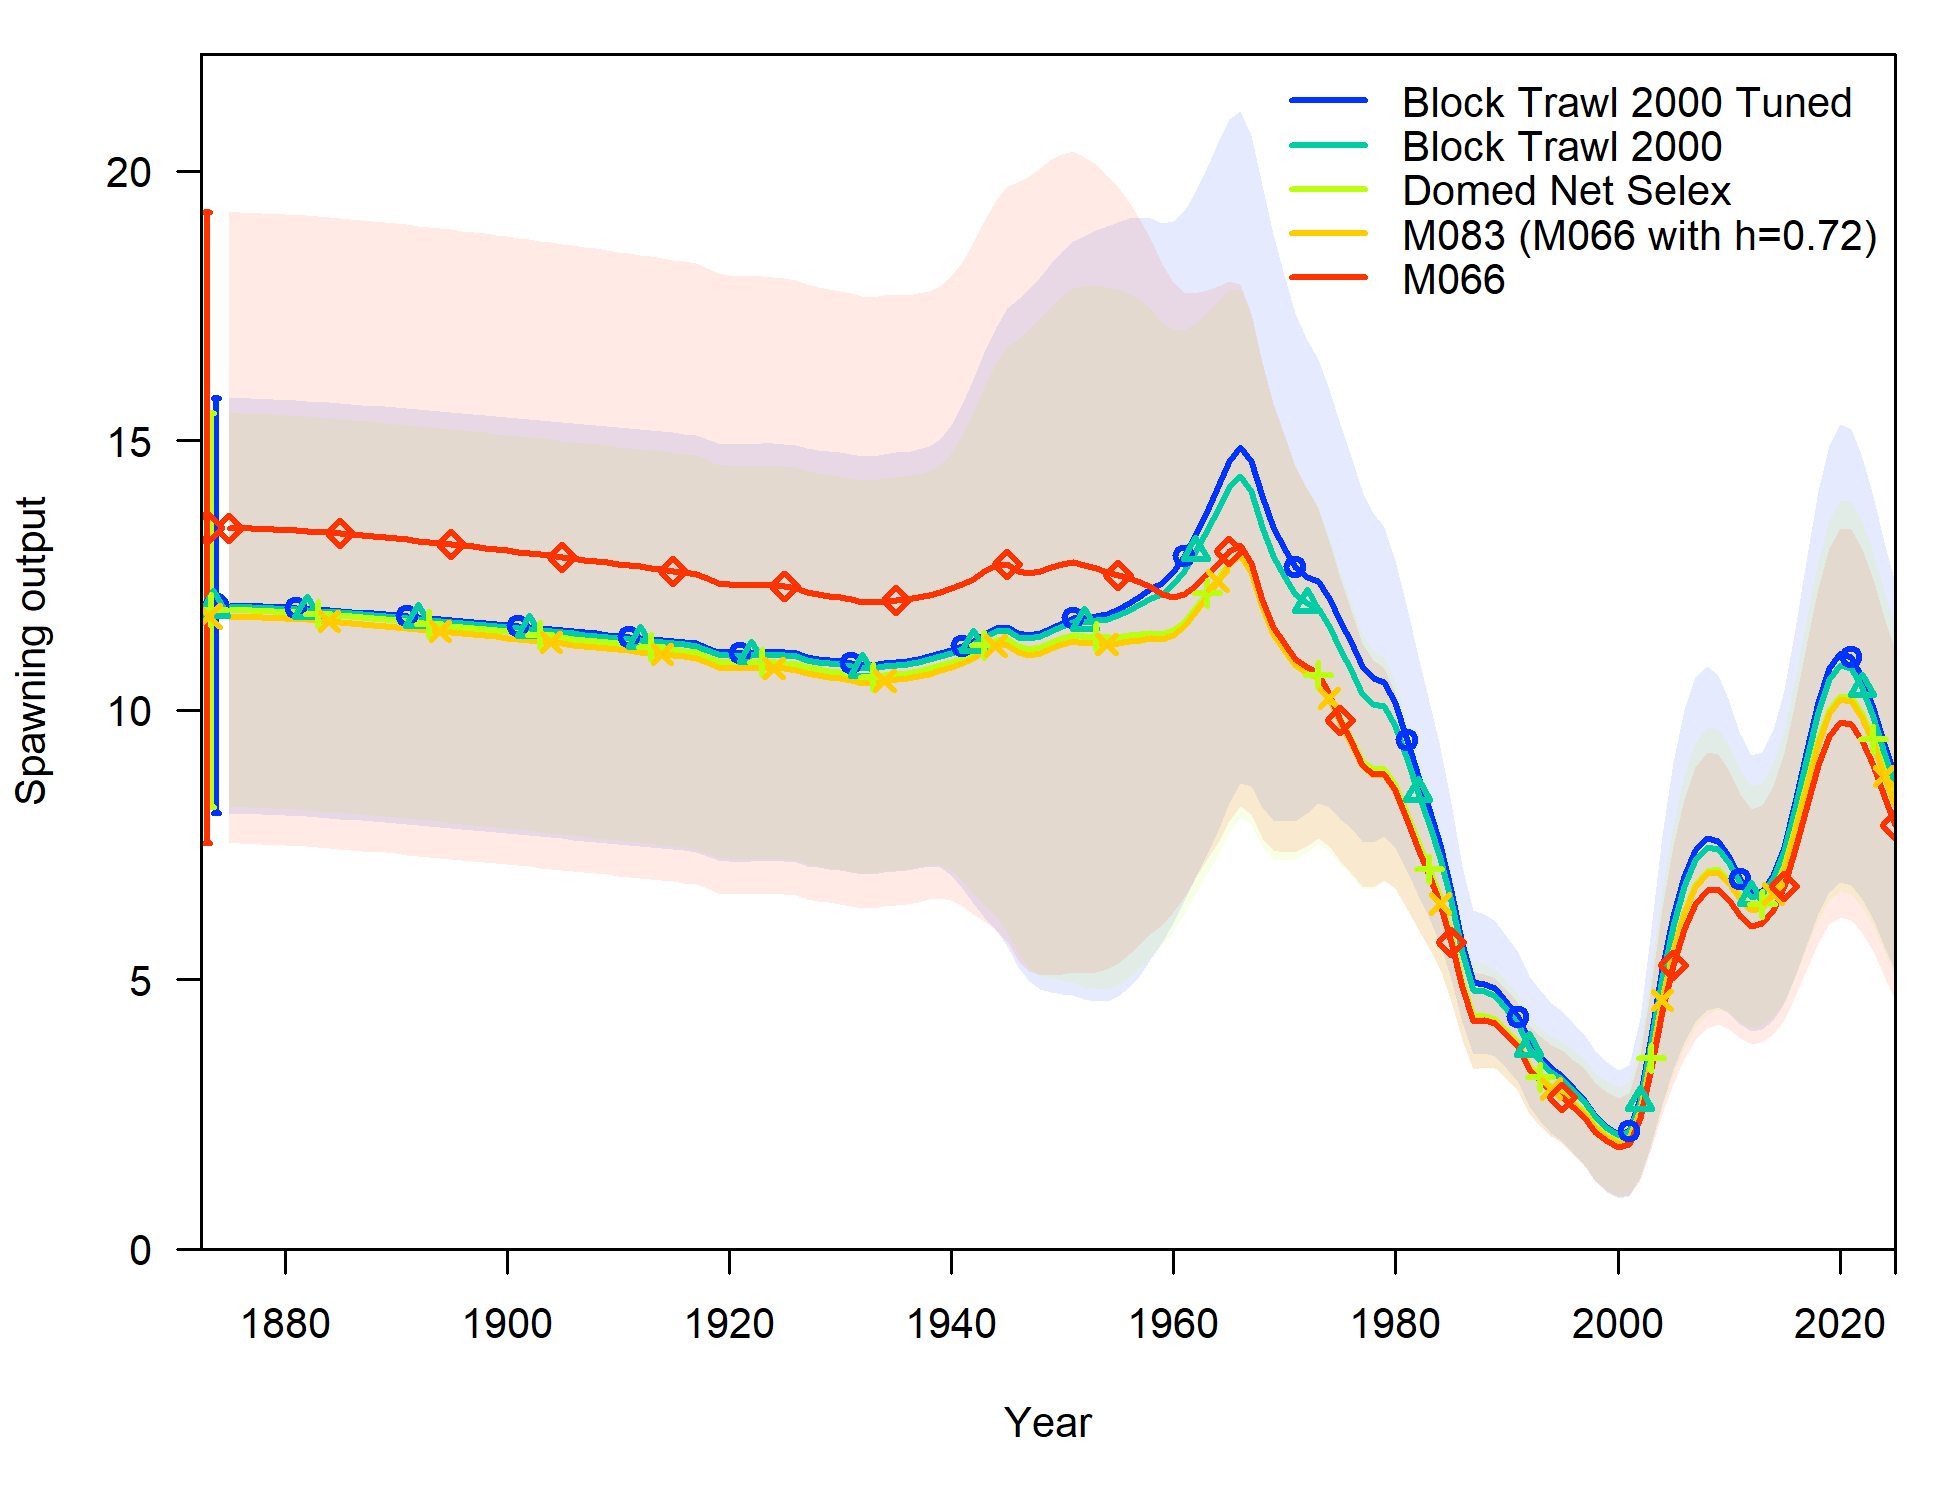 Block Trawl 2000 Tuned
Block Trawl 2000
Domed Net Selex
M083 (M066 with h=0.72)
M066
Spawning output
20
15
10
5
0
1880 1900 1920 1940 1960 1980 2000 2020
Year